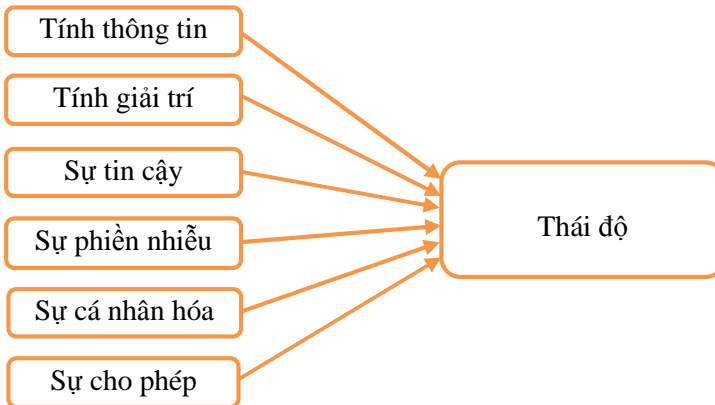 Tính thông tin
Tính giải trí
Sự tin cậy
Sự phiền nhiễu
Sự cá nhân hóa
Sự cho phép
Thái độ